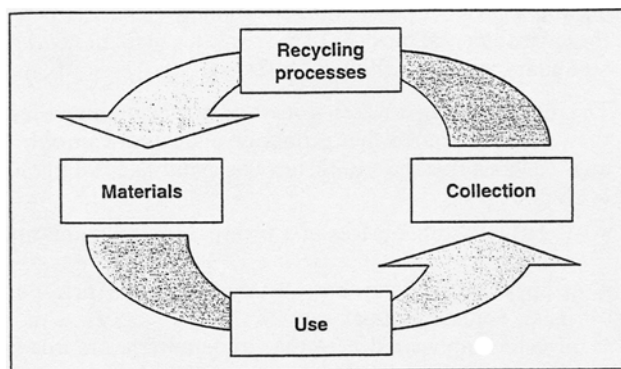 Recycling
processes
Materials
Collection
Use